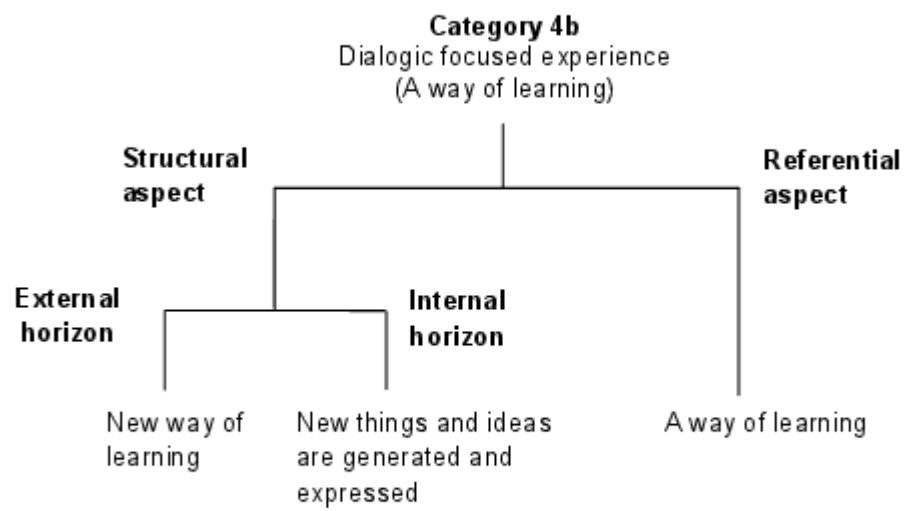 Category 4b
Dialogic focused experience
(A way of learning)
Structural
aspect
Referential
aspect
External
horizon
Internal
horizon
New way of
learning
New things and ideas
are generated and
expressed
A way of learning